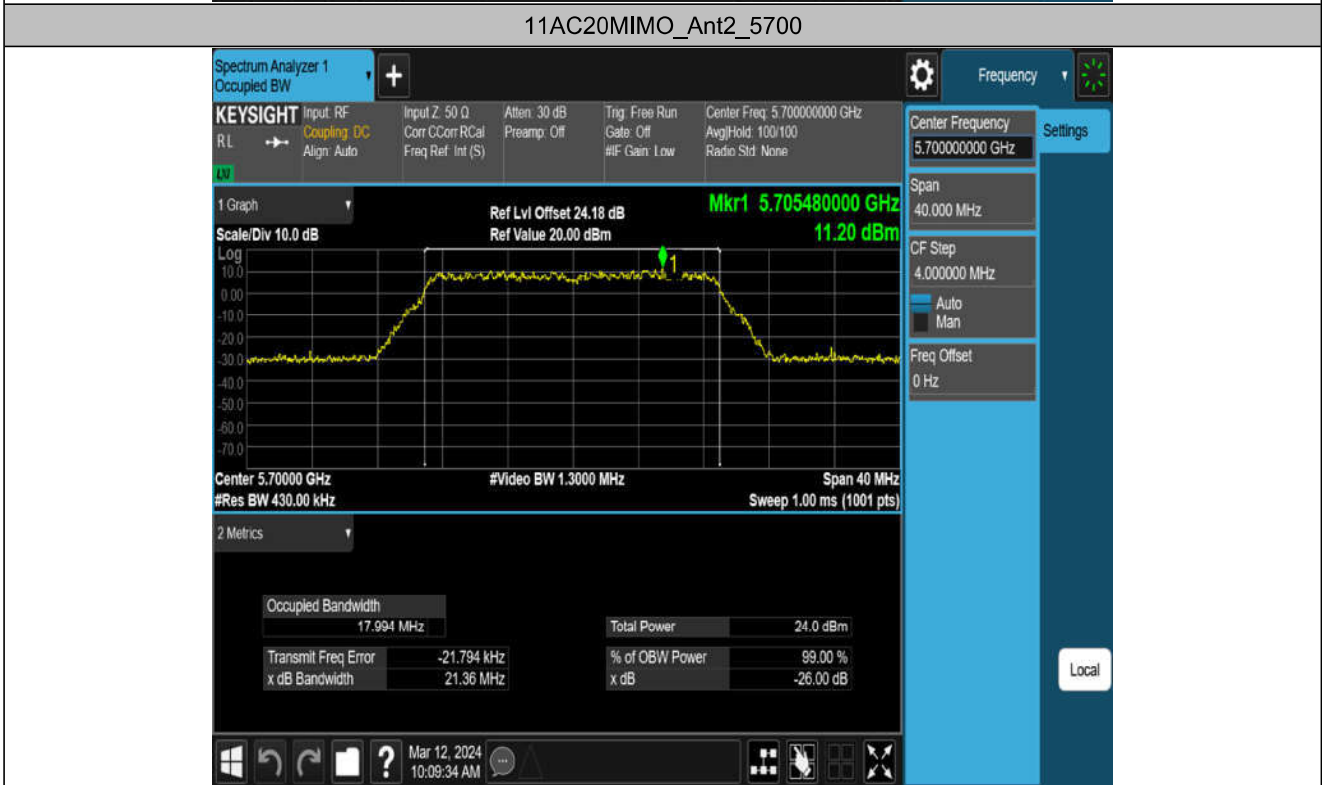 11AC20MIMO_Ant2_5700
Spectrum Analyzer 1
Occupied BW
Frequency
KEYSIGHT
RL
LXI
Input: RF
Coupling: DC
Align: Auto
Input Z: 50 Ω
Corr CCorr RCal
Freq Ref: Int (S)
Atten: 30 dB
Preamp: Off
Trig: Free Run
Gate: Off
#IF Gain: Low
Center Freq: 5.700000000 GHz
Avg|Hold: 100/100
Radio Std: None
Center Frequency
5.700000000 GHz
Settings
Span
40.000 MHz
CF Step
4.000000 MHz
Auto
Man
Freq Offset
0 Hz
Local
1 Graph
Scale/Div 10.0 dB
Ref Lvl Offset 24.18 dB
Ref Value 20.00 dBm
Mkr1 5.705480000 GHz
11.20 dBm
Log
10.0
0.00
-10.0
-20.0
-30.0
-40.0
-50.0
-60.0
-70.0
1
Center 5.70000 GHz
#Video BW 1.3000 MHz
Span 40 MHz
#Res BW 430.00 kHz
Sweep 1.00 ms (1001 pts)
2 Metrics
Occupied Bandwidth
17.994 MHz
Total Power 24.0 dBm
Transmit Freq Error -21.794 kHz
% of OBW Power 99.00 %
x dB Bandwidth 21.36 MHz
x dB -26.00 dB
Mar 12, 2024
10:09:34 AM